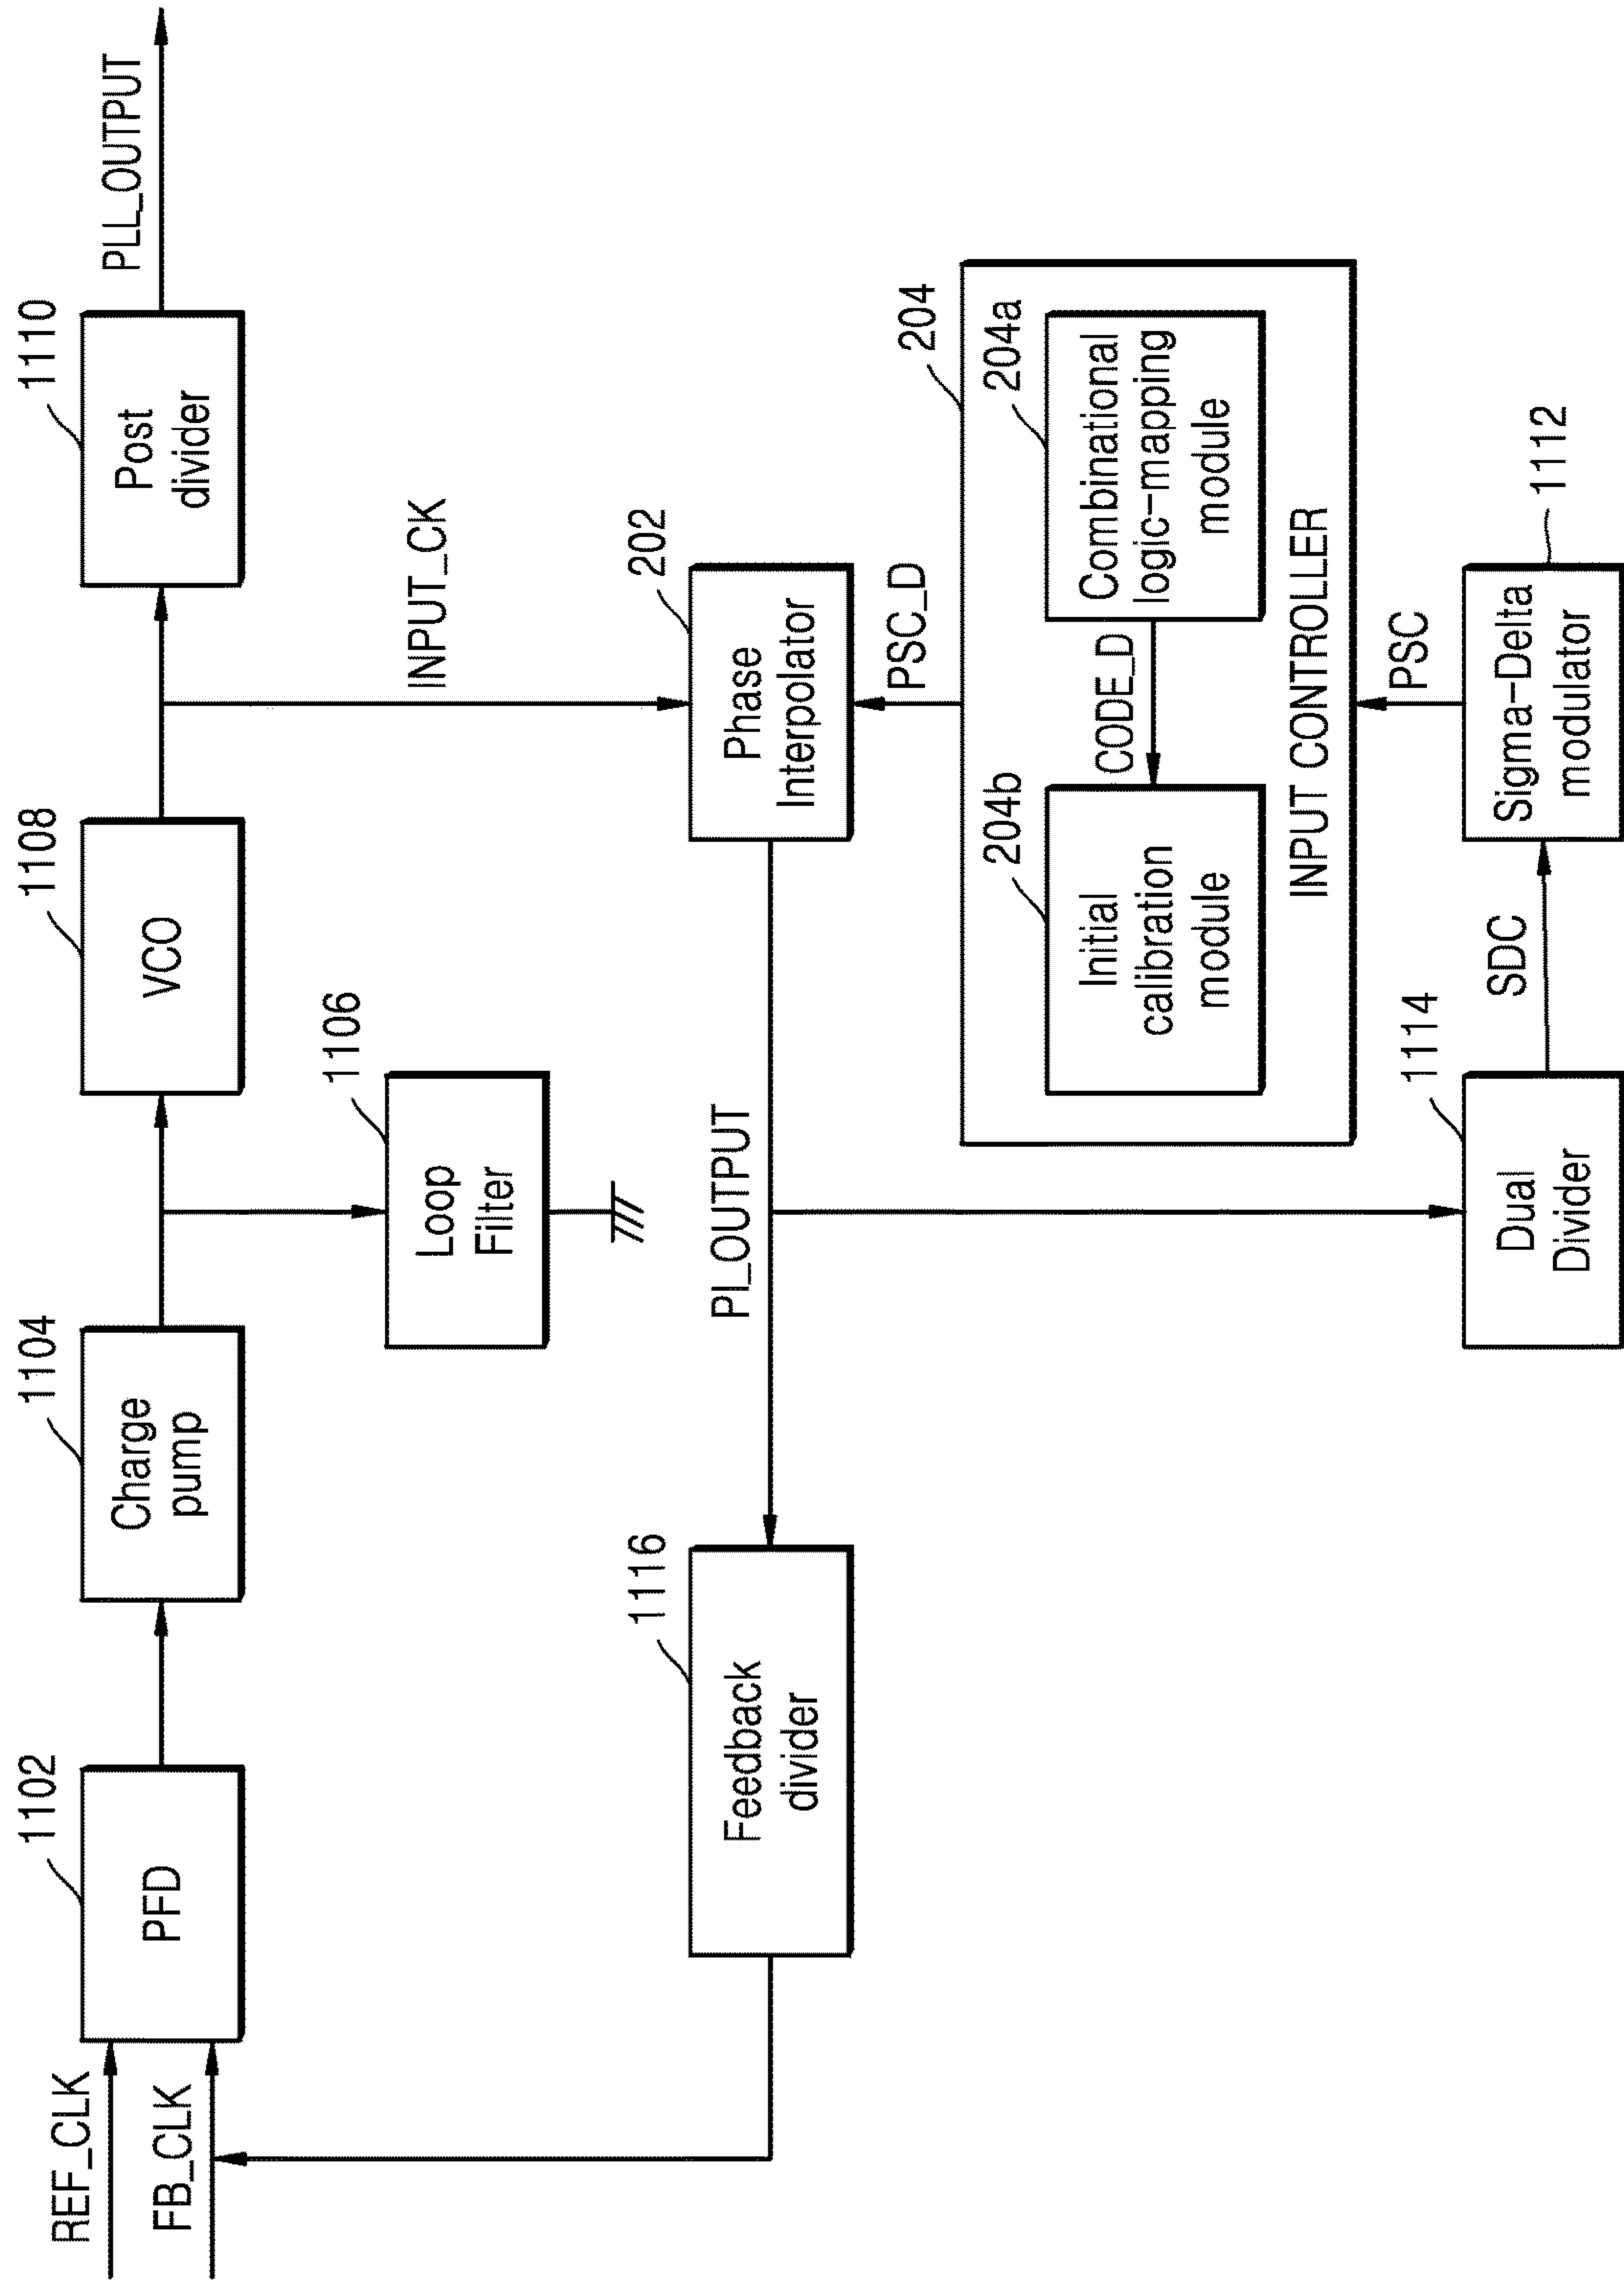 REF_CLK
FB_CLK
1102
PFD
1104
Charge
pump
1106
Loop
Filter
1108
VCO
1110
Post
divider
PLL_OUTPUT
INPUT_CK
1116
Feedback
divider
PI_OUTPUT
202
Phase
Interpolator
PSC_D
204
204b
Initial
calibration
module
CODE_D
204a
Combinational
logic-mapping
module
INPUT CONTROLLER
PSC
1114
Dual
Divider
SDC
1112
Sigma-Delta
modulator